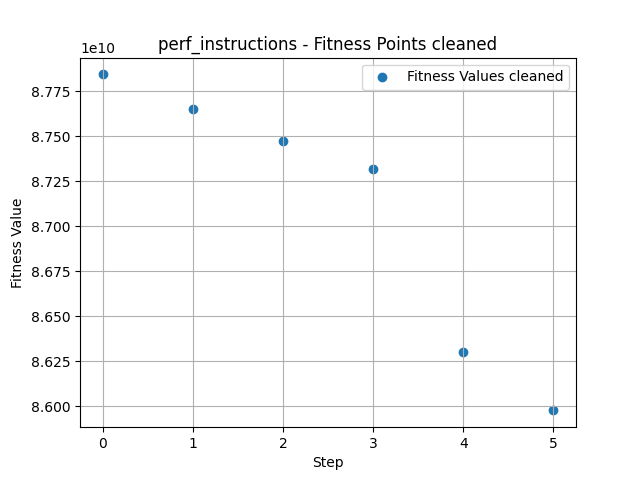 perf_instructions - Fitness Points cleaned
1e10
Fitness Values cleaned
8.775
8.750
8.725
8.700
8.675
8.650
8.625
8.600
Fitness Value
0 1 2 3 4 5
Step